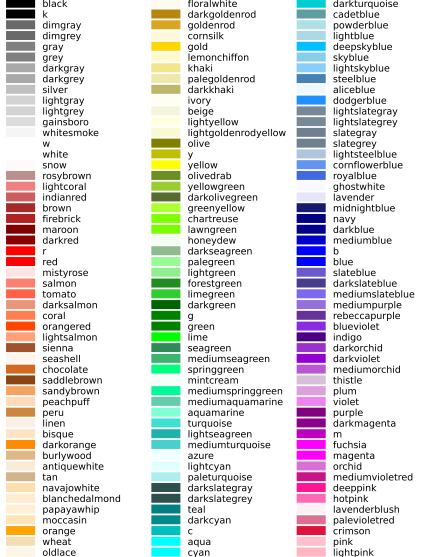 black
k
dimgray
dimgrey
gray
grey
darkgray
darkgrey
silver
lightgray
lightgrey
gainsboro
whitesmoke
w
white
snow
rosybrown
lightcoral
indianred
brown
firebrick
maroon
darkred
r
red
mistyrose
salmon
tomato
darksalmon
coral
orangered
lightsalmon
sienna
seashell
chocolate
saddlebrown
sandybrown
peachpuff
peru
linen
bisque
darkorange
burlywood
antiquewhite
tan
navajowhite
blanchedalmond
papayawhip
moccasin
orange
wheat
oldlace
floralwhite
darkgoldenrod
goldenrod
cornsilk
gold
lemonchiffon
khaki
palegoldenrod
darkkhaki
ivory
beige
lightyellow
lightgoldenrodyellow
olive
y
yellow
olivedrab
yellowgreen
darkolivegreen
greenyellow
chartreuse
lawngreen
honeydew
darkseagreen
palegreen
lightgreen
forestgreen
limegreen
darkgreen
g
green
lime
seagreen
mediumseagreen
springgreen
mintcream
mediumspringgreen
mediumaquamarine
aquamarine
turquoise
lightseagreen
mediumturquoise
azure
lightcyan
paleturquoise
darkslategray
darkslategrey
teal
darkcyan
c
aqua
cyan
darkturquoise
cadetblue
powderblue
lightblue
deepskyblue
skyblue
lightskyblue
steelblue
aliceblue
dodgerblue
lightslategray
lightslategrey
slategray
slategrey
lightsteelblue
cornflowerblue
royalblue
ghostwhite
lavender
midnightblue
navy
darkblue
mediumblue
b
blue
slateblue
darkslateblue
mediumslateblue
mediumpurple
rebeccapurple
blueviolet
indigo
darkorchid
darkviolet
mediumorchid
thistle
plum
violet
purple
darkmagenta
m
fuchsia
magenta
orchid
mediumvioletred
deeppink
hotpink
lavenderblush
palevioletred
crimson
pink
lightpink